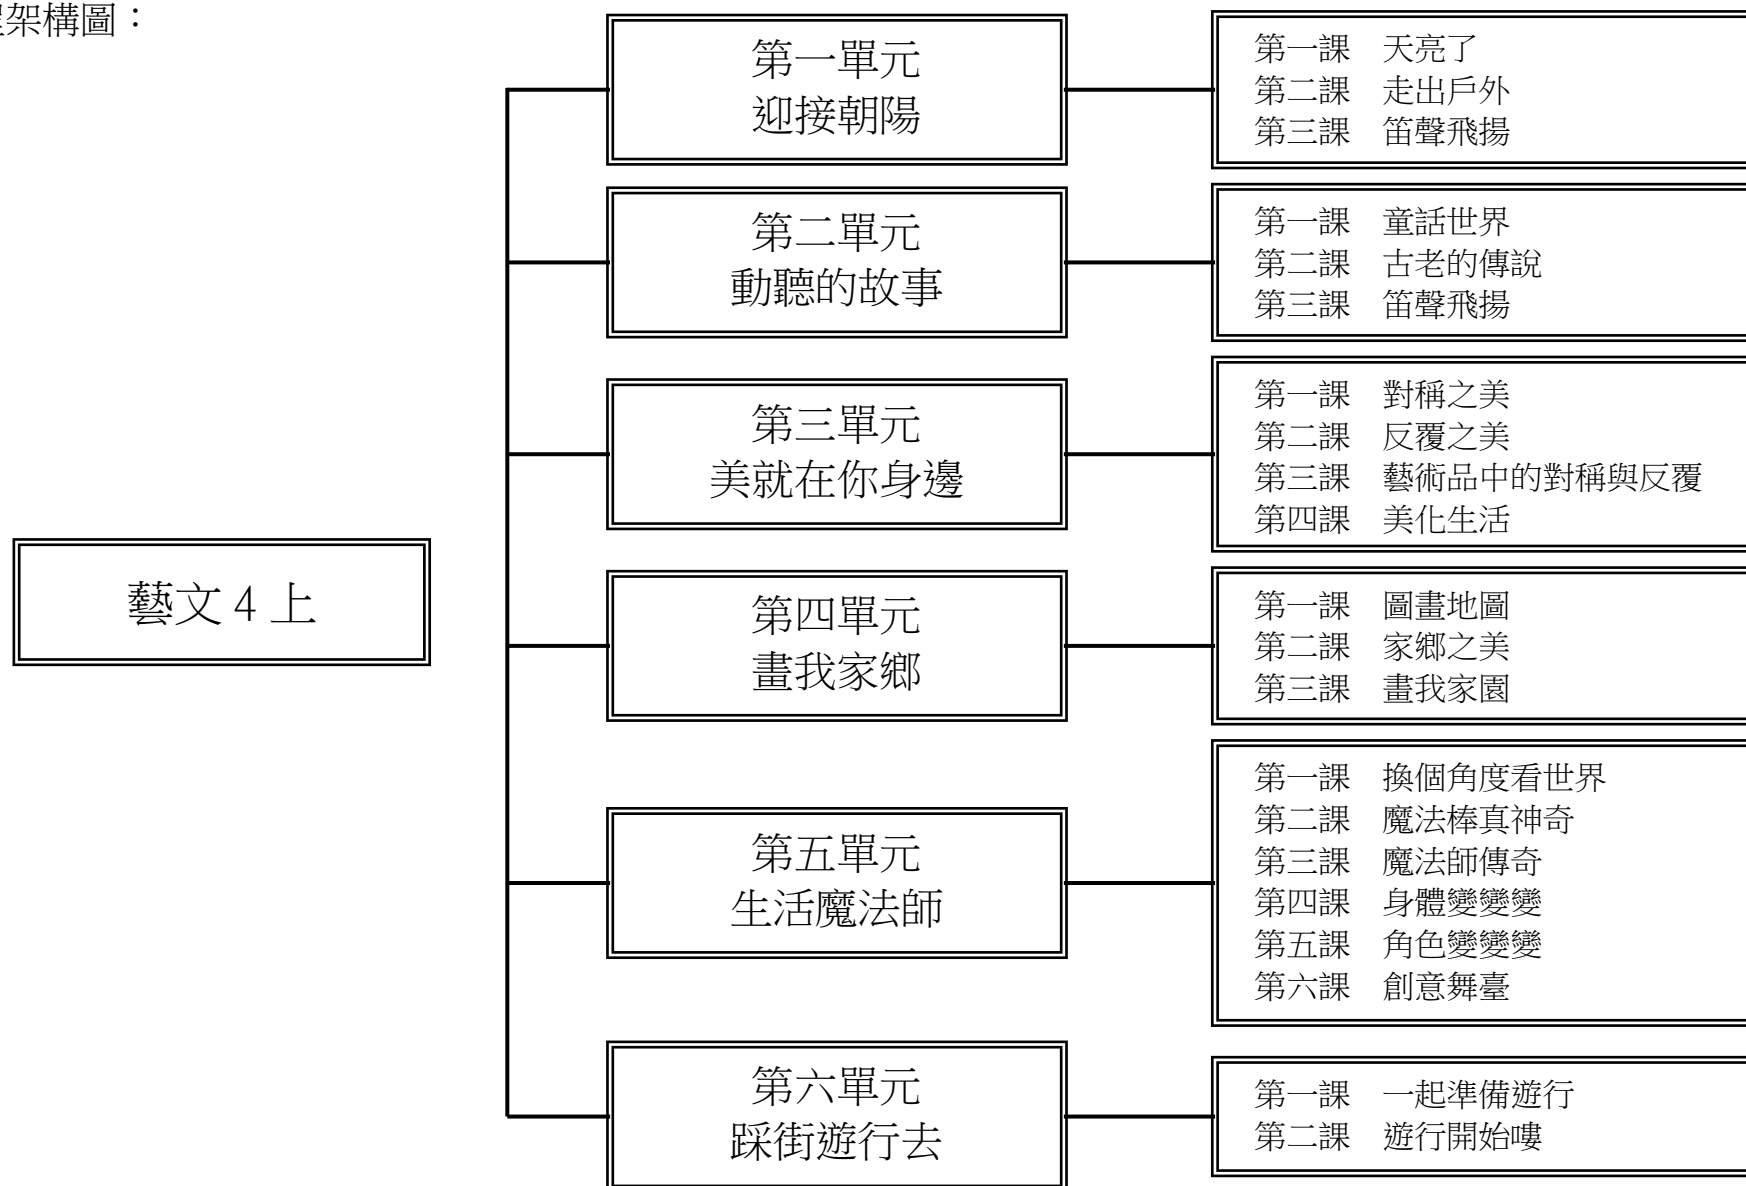 架構圖：
藝文 4 上
第一單元
迎接朝陽
第一課　天亮了
第二課　走出戶外
第三課　笛聲飛揚
第二單元
動聽的故事
第一課　童話世界
第二課　古老的傳說
第三課　笛聲飛揚
第三單元
美就在你身邊
第一課　對稱之美
第二課　反覆之美
第三課　藝術品中的對稱與反覆
第四課　美化生活
第四單元
畫我家鄉
第一課　圖畫地圖
第二課　家鄉之美
第三課　畫我家園
第五單元
生活魔法師
第一課　換個角度看世界
第二課　魔法棒真神奇
第三課　魔法師傳奇
第四課　身體變變變
第五課　角色變變變
第六課　創意舞臺
第六單元
踩街遊行去
第一課　一起準備遊行
第二課　遊行開始嘍